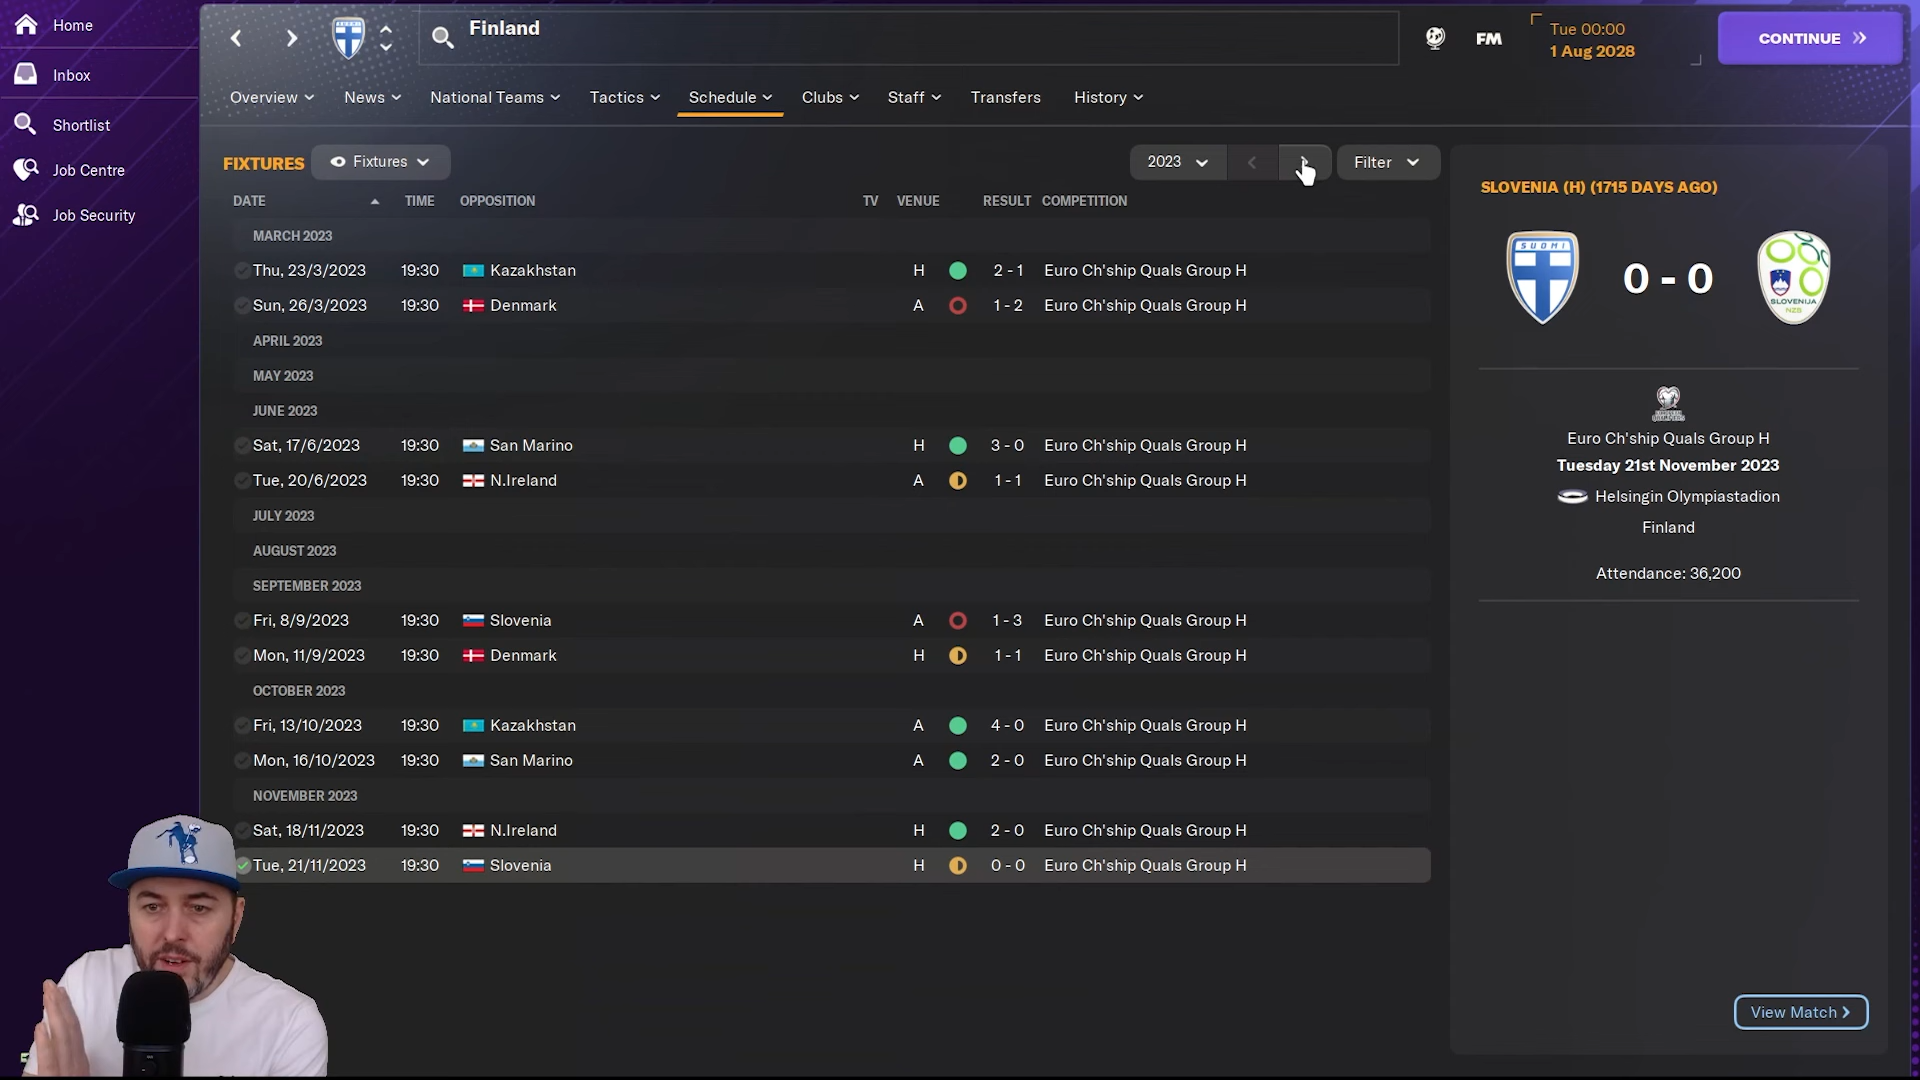 Home
Inbox
Shortlist
Job Centre
Job Security
Finland
FM
Tue 00:00
1 Aug 2028
CONTINUE
Overview
News
National Teams
Tactics
Schedule
Clubs
Staff
Transfers
History
FIXTURES
Fixtures
2023
Filter
DATE TIME OPPOSITION TV VENUE RESULT COMPETITION
MARCH 2023
Thu, 23/3/2023 19:30 Kazakhstan H 2 - 1 Euro Ch'ship Quals Group H
Sun, 26/3/2023 19:30 Denmark A 1 - 2 Euro Ch'ship Quals Group H
APRIL 2023
MAY 2023
JUNE 2023
Sat, 17/6/2023 19:30 San Marino H 3 - 0 Euro Ch'ship Quals Group H
Tue, 20/6/2023 19:30 N.Ireland A 1 - 1 Euro Ch'ship Quals Group H
JULY 2023
AUGUST 2023
SEPTEMBER 2023
Fri, 8/9/2023 19:30 Slovenia A 1 - 3 Euro Ch'ship Quals Group H
Mon, 11/9/2023 19:30 Denmark H 1 - 1 Euro Ch'ship Quals Group H
OCTOBER 2023
Fri, 13/10/2023 19:30 Kazakhstan A 4 - 0 Euro Ch'ship Quals Group H
Mon, 16/10/2023 19:30 San Marino A 2 - 0 Euro Ch'ship Quals Group H
NOVEMBER 2023
Sat, 18/11/2023 19:30 N.Ireland H 2 - 0 Euro Ch'ship Quals Group H
Tue, 21/11/2023 19:30 Slovenia H 0 - 0 Euro Ch'ship Quals Group H
SLOVENIA (H) (1715 DAYS AGO)
SUOMI
0 - 0
SLOVENIJA
NZS
Euro Ch'ship Quals Group H
Tuesday 21st November 2023
Helsingin Olympiastadion
Finland
Attendance: 36,200
View Match